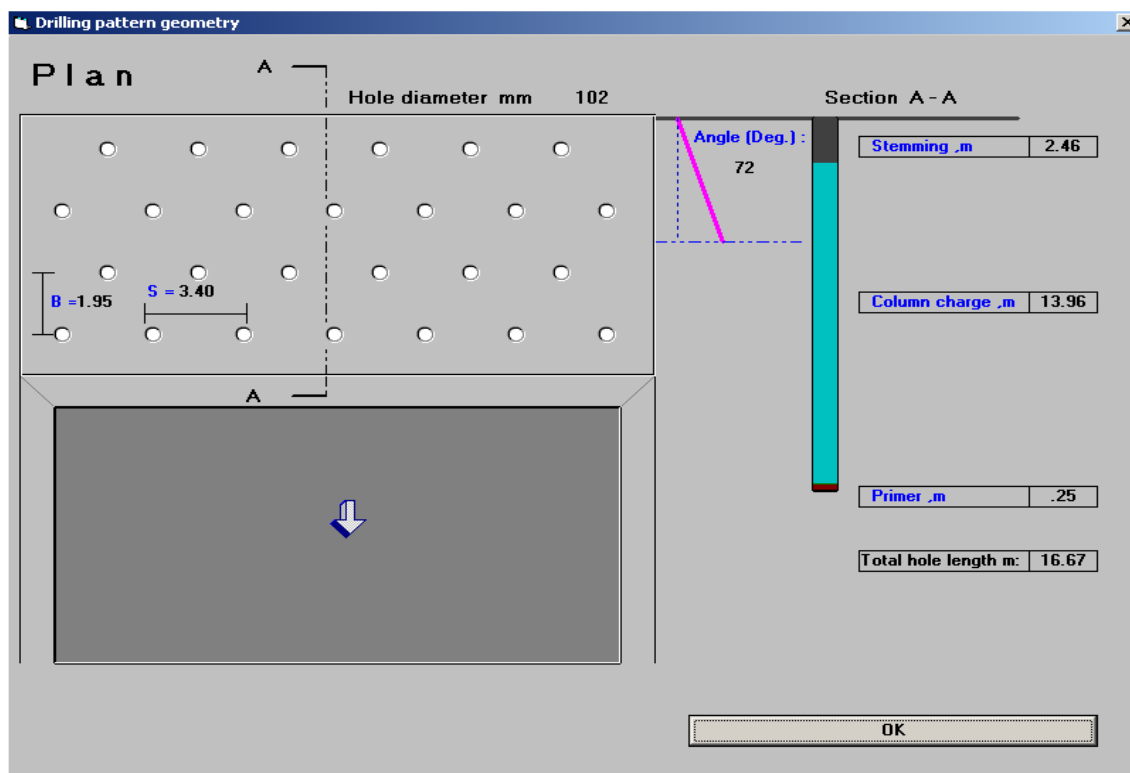 Drilling pattern geometry
Plan
A
Hole diameter mm 102
Section A - A
Angle (Deg.) :
72
Stemming ,m 2.46
B =1.95
S = 3.40
Column charge ,m 13.96
A
Primer ,m .25
Total hole length m: 16.67
OK